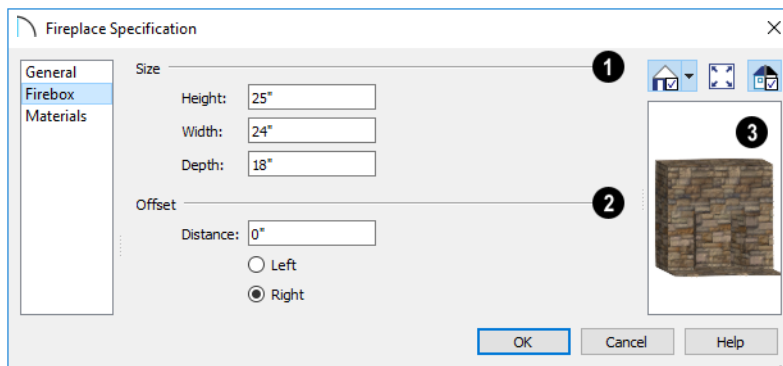 Fireplace Specification
General
Firebox
Materials
Size
1
Height: 25"
Width: 24"
Depth: 18"
Offset
2
Distance: 0"
Left
Right
3
OK Cancel Help